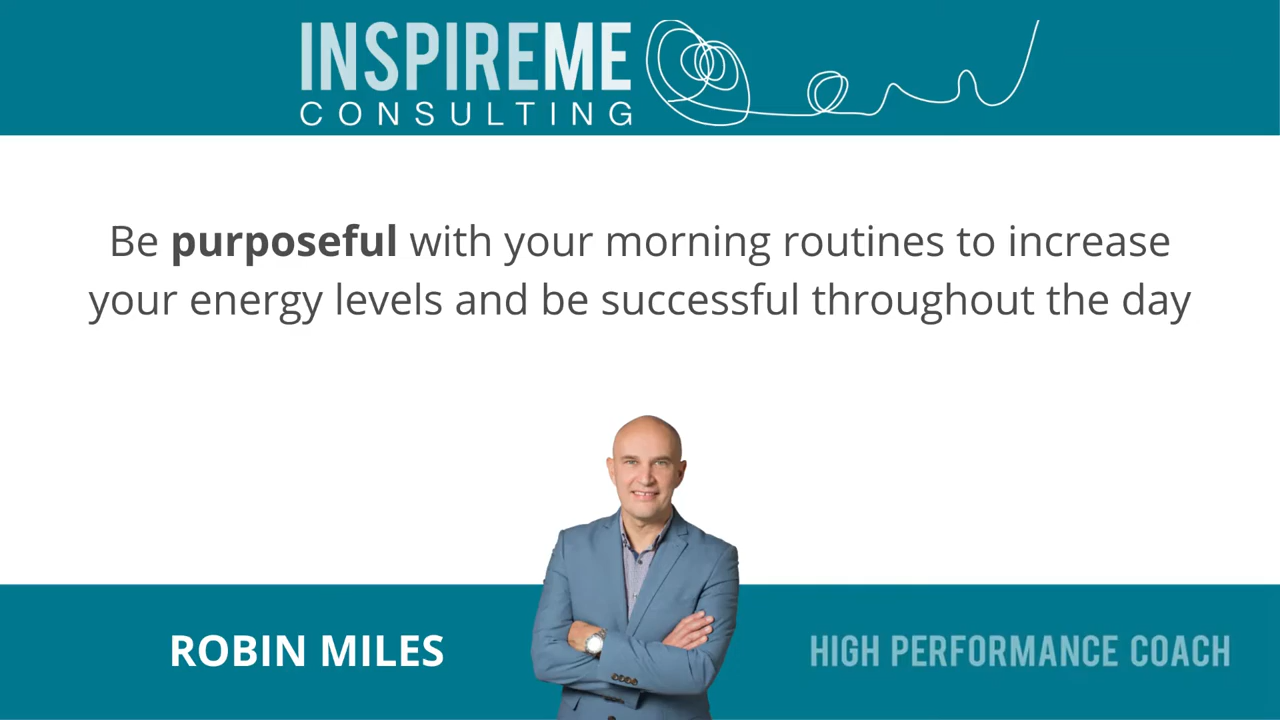 INSPIREME
CONSULTING
Be purposeful with your morning routines to increase
your energy levels and be successful throughout the day
ROBIN MILES
HIGH PERFORMANCE COACH